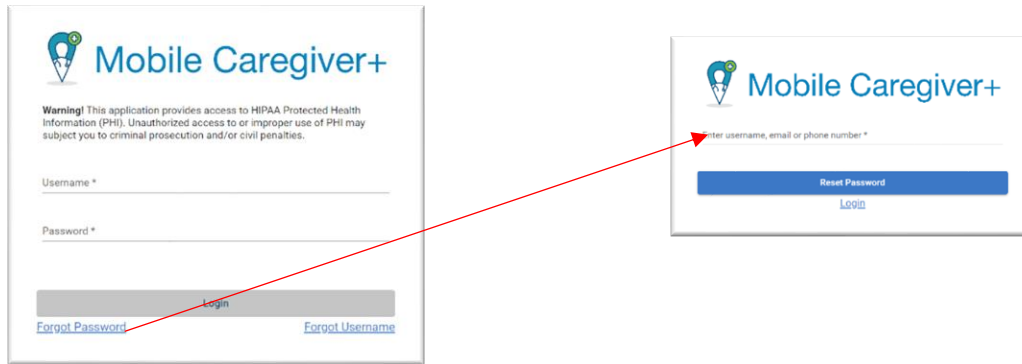 Mobile Caregiver+
Warning! This application provides access to HIPAA Protected Health
Information (PHI). Unauthorized access to or improper use of PHI may
subject you to criminal prosecution and/or civil penalties.
Username *
Password *
Login
Forgot Password
Forgot Username
Mobile Caregiver+
Enter username, email or phone number *
Reset Password
Login